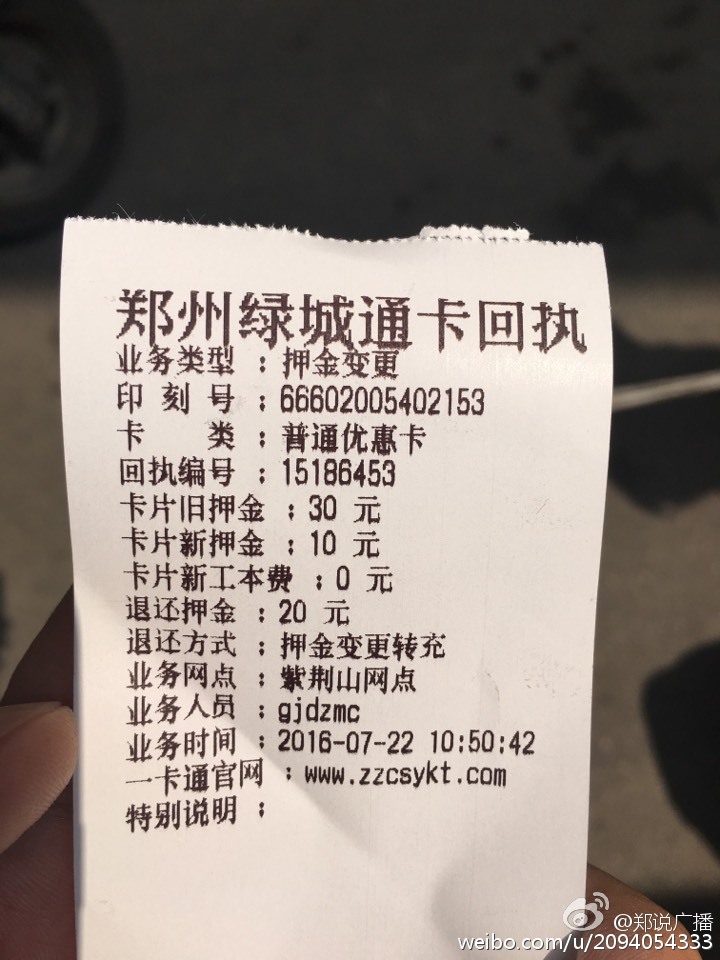 郑州绿城通卡回执
业务类型 : 押金变更
印 刻 号 : 66602005402153
卡 类 : 普通优惠卡
回执编号 : 15186453
卡片旧押金 : 30 元
卡片新押金 : 10 元
卡片新工本费 : 0 元
退还押金 : 20 元
退还方式 : 押金变更转充
业务网点 : 紫荆山网点
业务人员 : gjdzmc
业务时间 : 2016-07-22 10:50:42
一卡通官网 : www.zzcsykt.com
特别说明 :
@郑说广播
weibo.com/u/2094054333